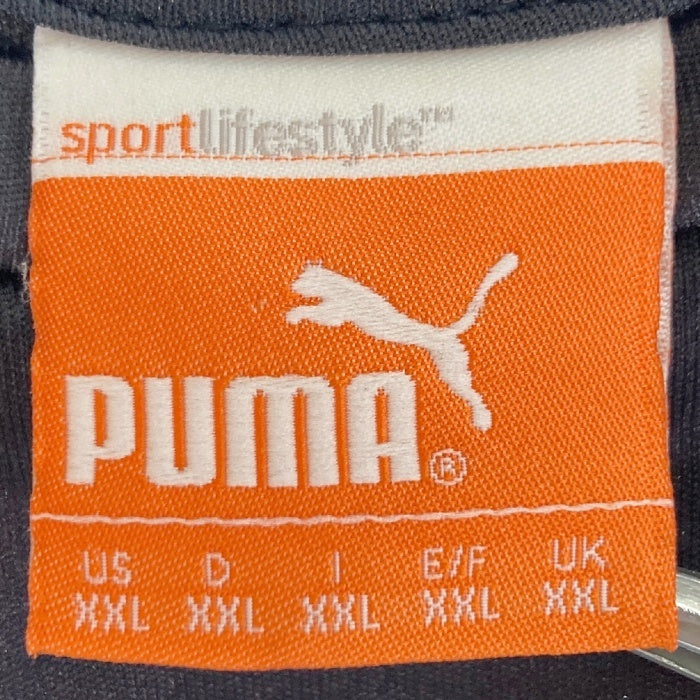 sportlifestyle™
PUMA®
US D I E/F UK
XXL XXL XXL XXL XXL